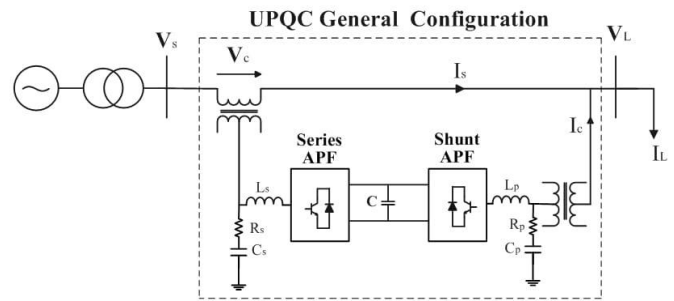 UPQC General Configuration
Vs
Vc
Is
VL
Ic
IL
Series
APF
Shunt
APF
Ls
C
Lp
Rs
Cs
Rp
Cp